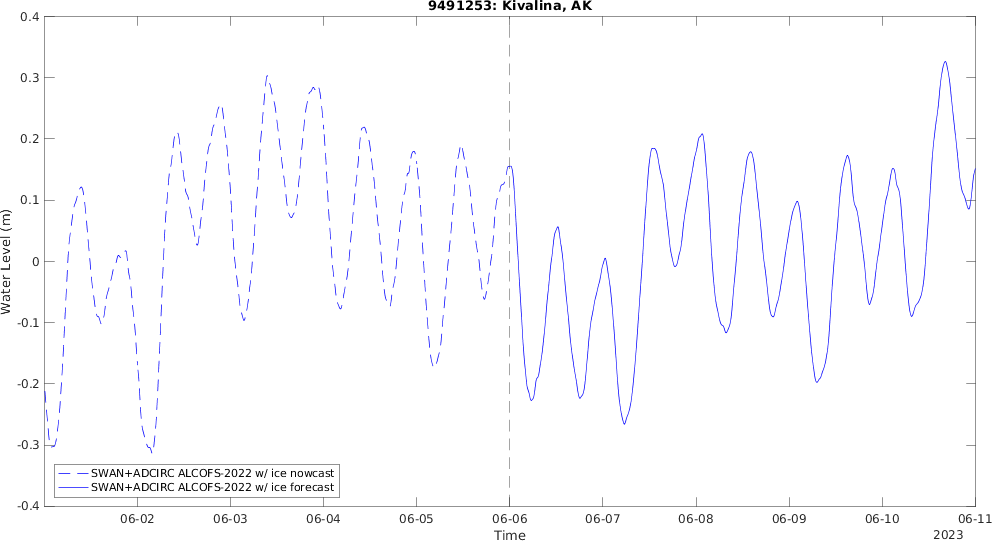 9491253: Kivalina, AK
0.4
0.3
0.2
0.1
0
-0.1
-0.2
-0.3
-0.4
Water Level (m)
SWAN+ADCIRC ALCOFS-2022 w/ ice nowcast
SWAN+ADCIRC ALCOFS-2022 w/ ice forecast
06-02 06-03 06-04 06-05 06-06 06-07 06-08 06-09 06-10 06-11
Time
2023